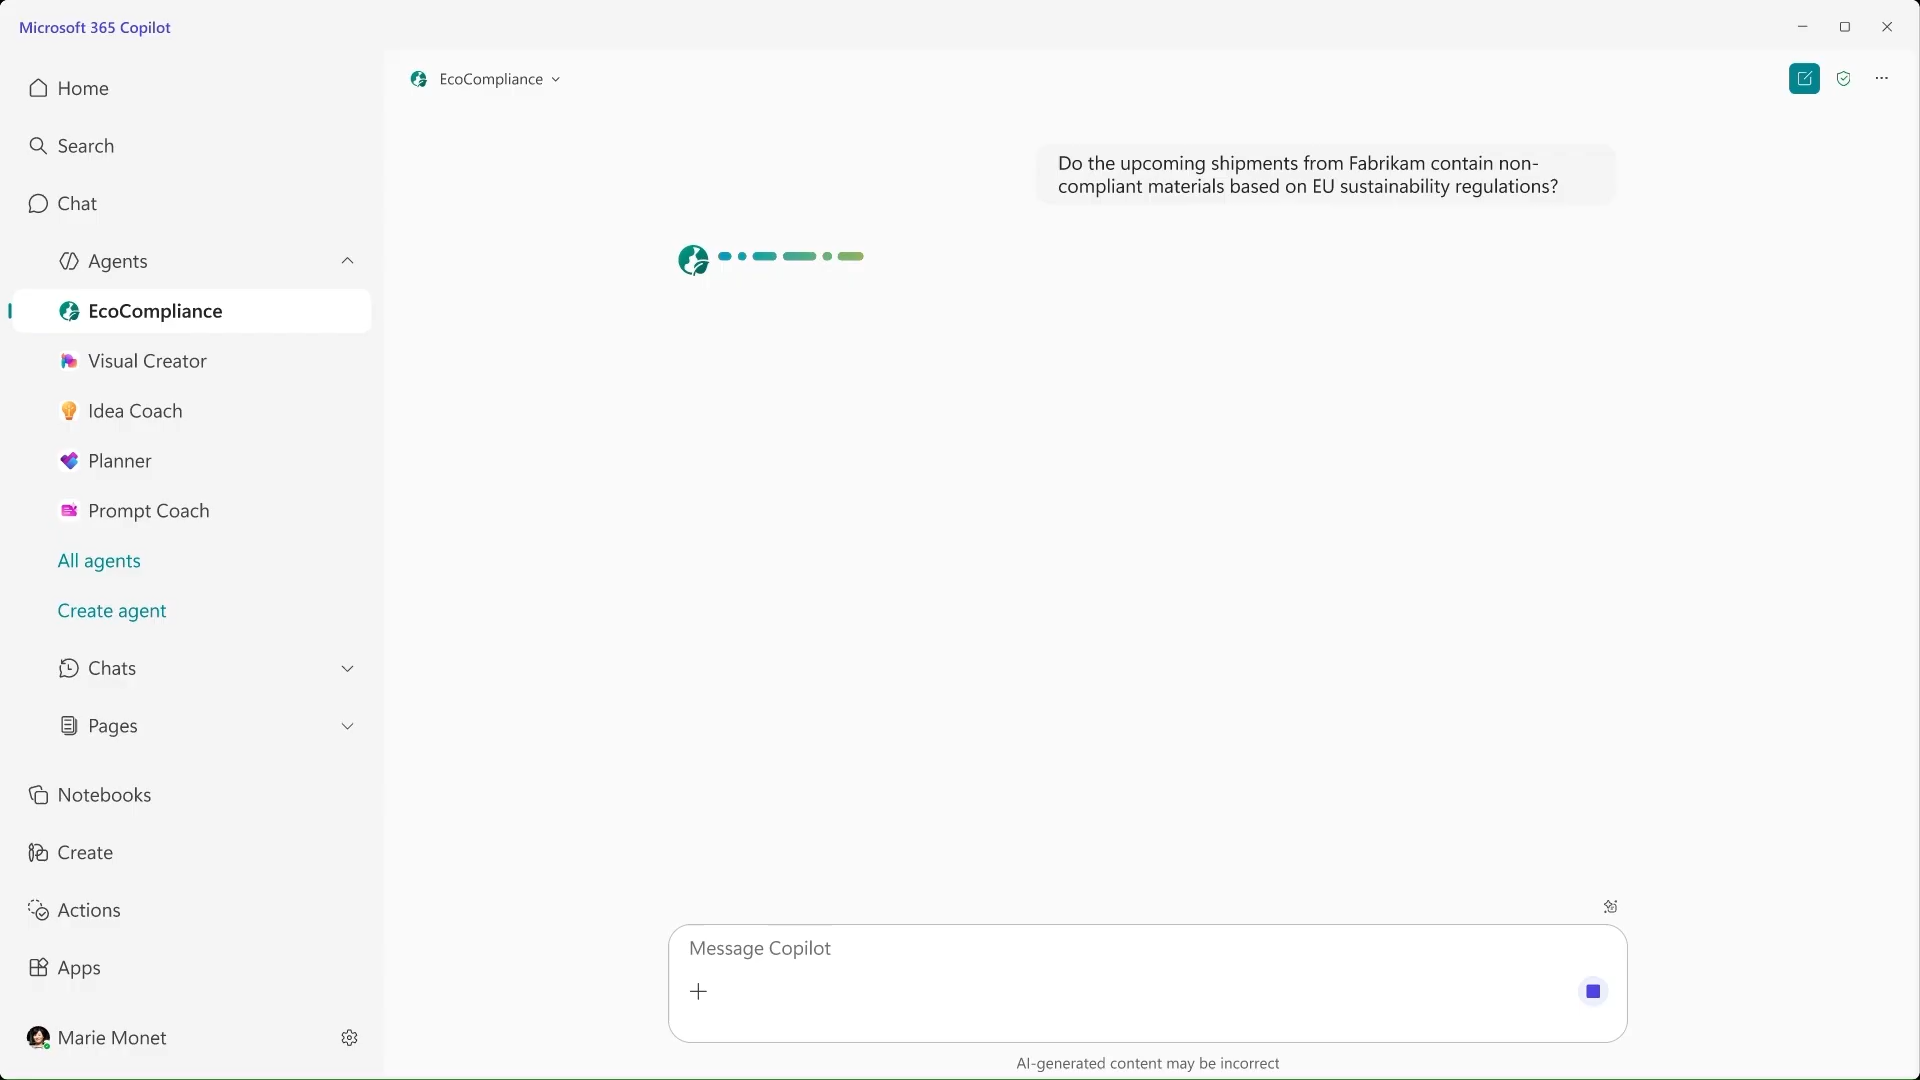 Microsoft 365 Copilot
Home
Search
Chat
Agents
EcoCompliance
Visual Creator
Idea Coach
Planner
Prompt Coach
All agents
Create agent
Chats
Pages
Notebooks
Create
Actions
Apps
Marie Monet
EcoCompliance
Do the upcoming shipments from Fabrikam contain non-
compliant materials based on EU sustainability regulations?
Message Copilot
AI-generated content may be incorrect